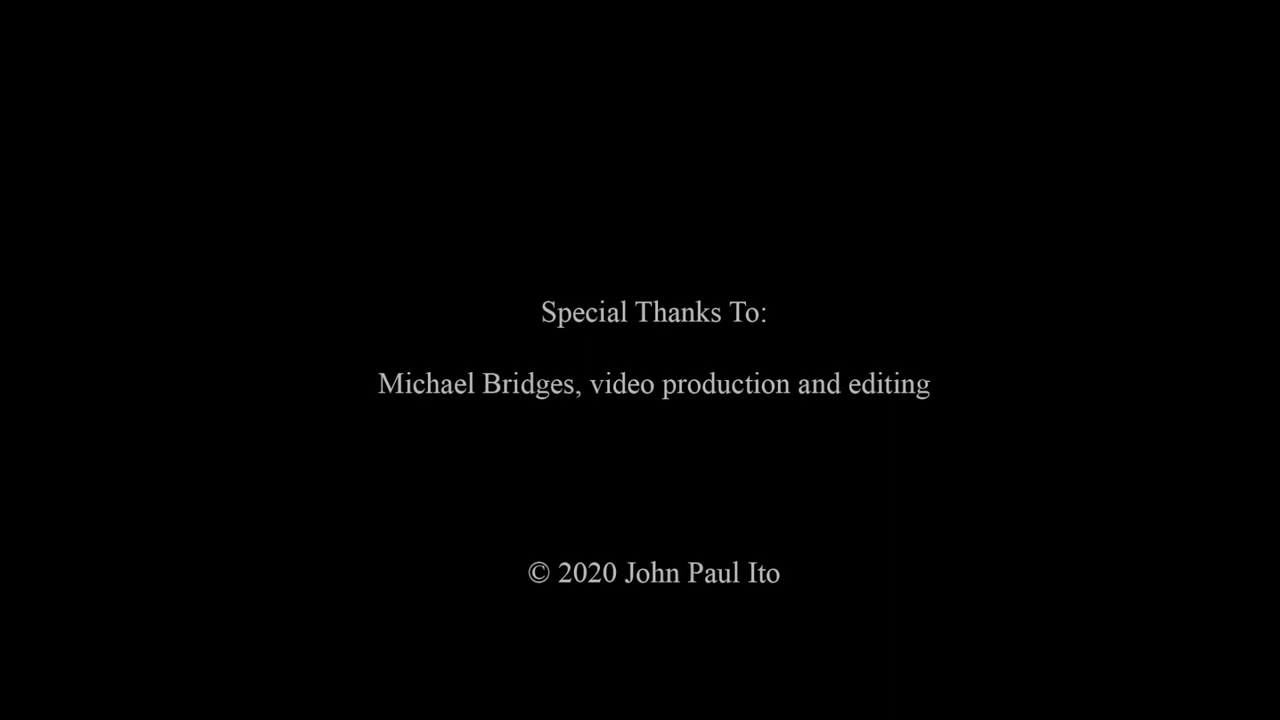 Special Thanks To:
Michael Bridges, video production and editing
© 2020 John Paul Ito